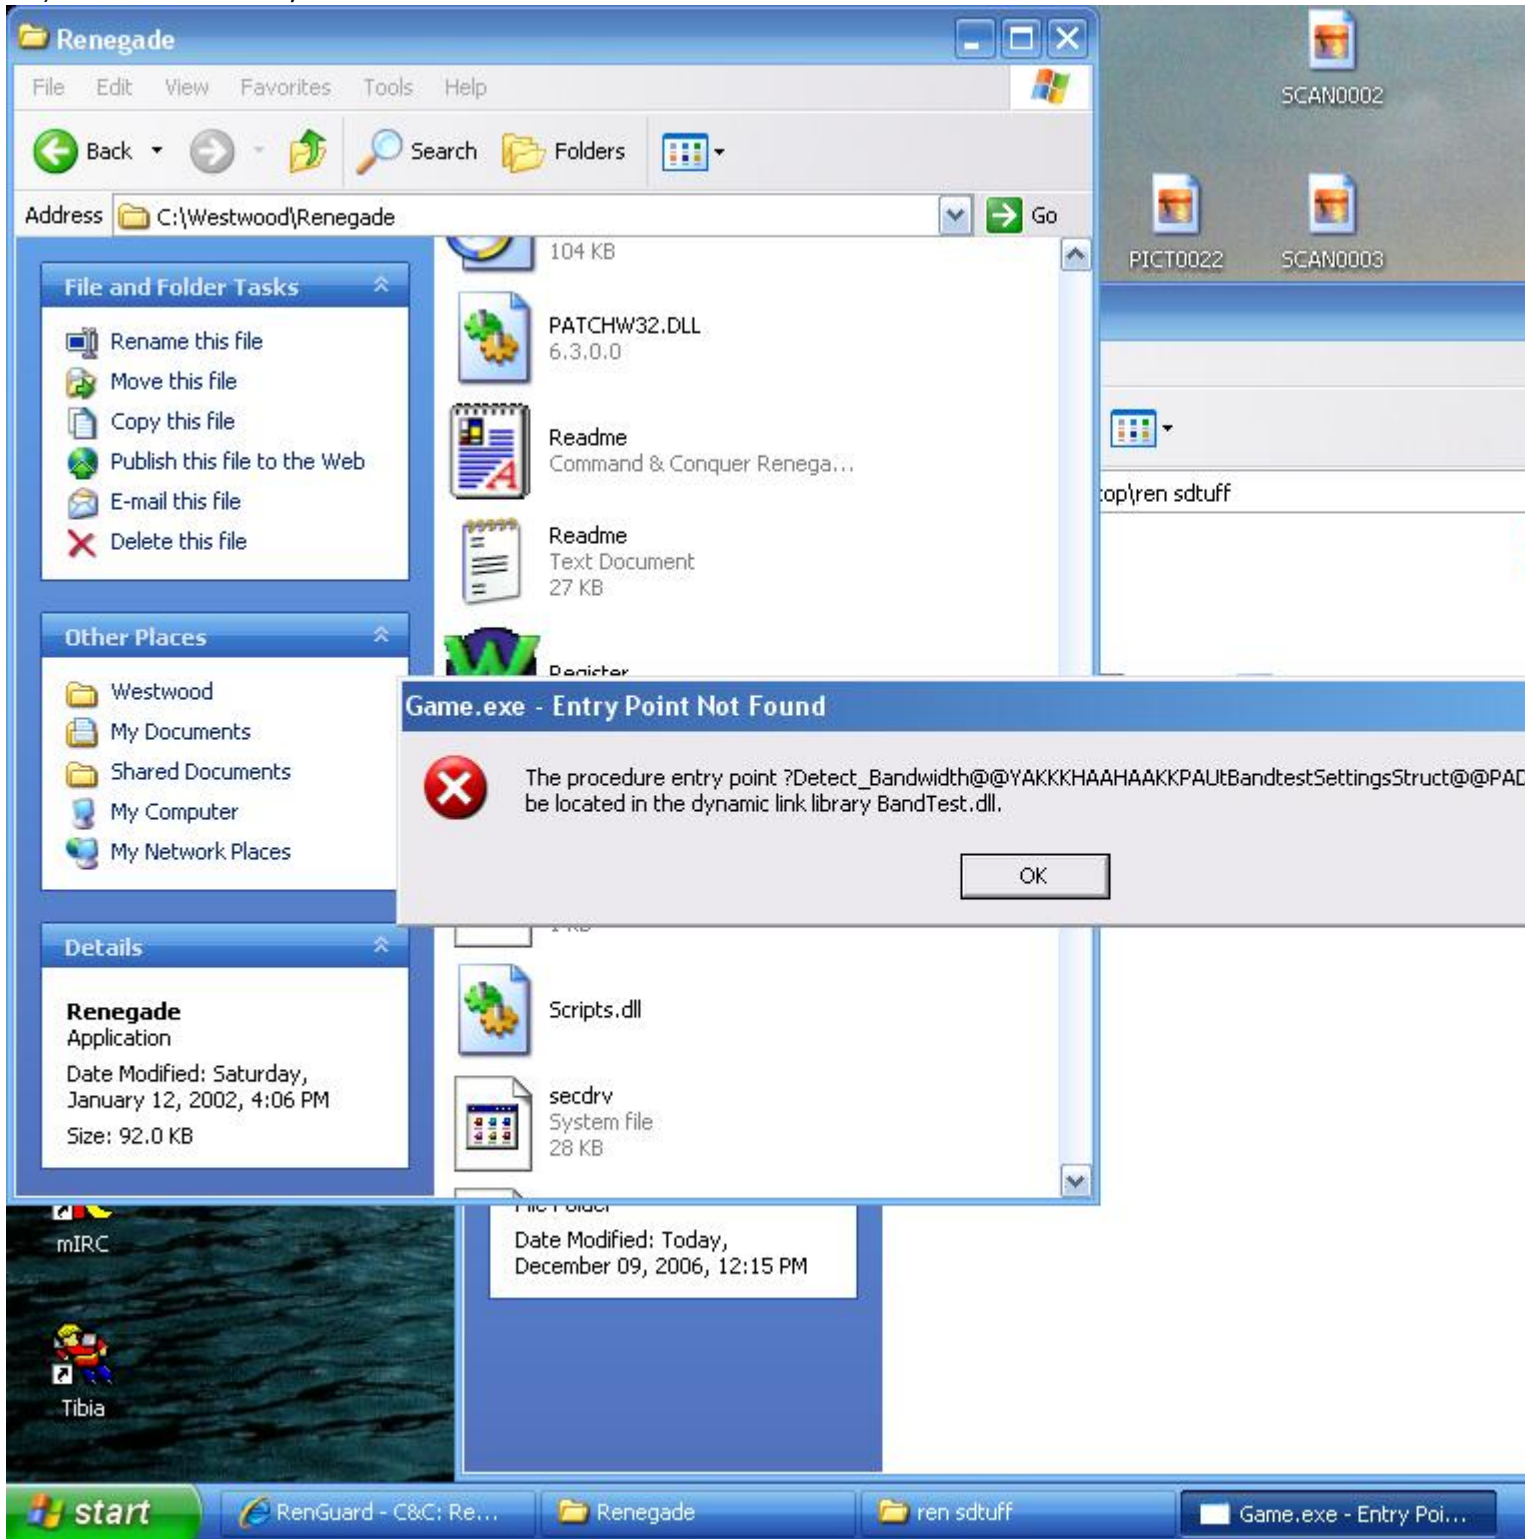 Renegade
File Edit View Favorites Tools Help
Back Search Folders
Address C:\Westwood\Renegade Go
File and Folder Tasks
Rename this file
Move this file
Copy this file
Publish this file to the Web
E-mail this file
Delete this file
Other Places
Westwood
My Documents
Shared Documents
My Computer
My Network Places
Details
Renegade
Application
Date Modified: Saturday,
January 12, 2002, 4:06 PM
Size: 92.0 KB
104 KB
PATCHW32.DLL
6.3.0.0
Readme
Command & Conquer Renega...
Readme
Text Document
27 KB
Register
1 KB
Scripts.dll
secdrv
System file
28 KB
SCAN0002
PICT0022
SCAN0003
top\ren sdtuff
Game.exe - Entry Point Not Found
The procedure entry point ?Detect_Bandwidth@@YAKKKHAAHAAKKPAUtBandtestSettingsStruct@@PAD
be located in the dynamic link library BandTest.dll.
OK
File Folder
Date Modified: Today,
December 09, 2006, 12:15 PM
mIRC
Tibia
start
RenGuard - C&C: Re...
Renegade
ren sdtuff
Game.exe - Entry Poi...